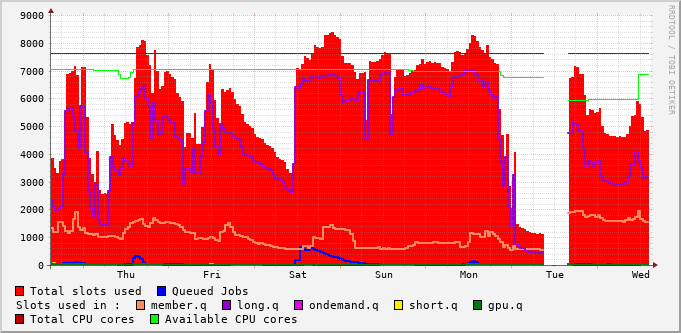 RRDTOOL / TOBI OETIKER
9000
8000
7000
6000
5000
4000
3000
2000
1000
0
Thu Fri Sat Sun Mon Tue Wed
Total slots used Queued Jobs
Slots used in : member.q long.q ondemand.q short.q gpu.q
Total CPU cores Available CPU cores